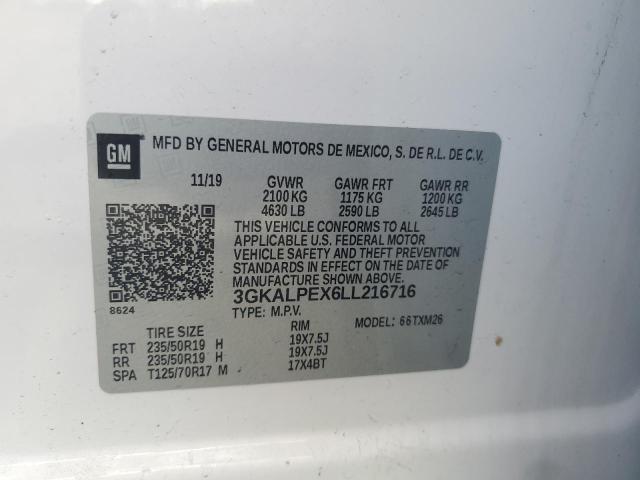 GM
MFD BY GENERAL MOTORS DE MEXICO, S. DE R.L. DE C.V.
11/19 GVWR GAWR FRT GAWR RR
2100 KG 1175 KG 1200 KG
4630 LB 2590 LB 2645 LB
THIS VEHICLE CONFORMS TO ALL
APPLICABLE U.S. FEDERAL MOTOR
VEHICLE SAFETY AND THEFT PREVENTION
STANDARDS IN EFFECT ON THE DATE OF
MANUFACTURE SHOWN ABOVE.
3GKALPEX6LL216716
8624
TYPE: M.P.V.
MODEL: 66TXM26
TIRE SIZE RIM
FRT 235/50R19 H 19X7.5J
RR 235/50R19 H 19X7.5J
SPA T125/70R17 M 17X4BT